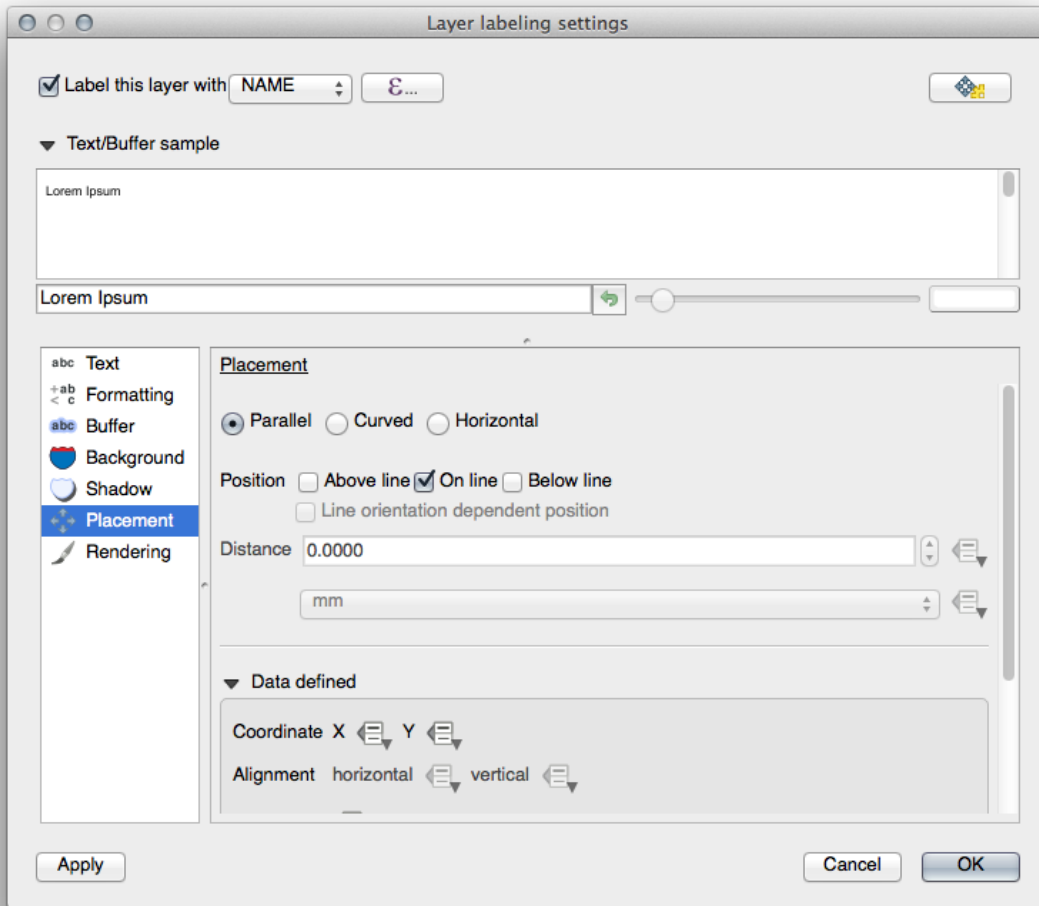 Layer labeling settings
Label this layer with NAME ε...
Text/Buffer sample
Lorem Ipsum
Lorem Ipsum
abc Text
+ab < c Formatting
abc Buffer
Background
Shadow
Placement
Rendering
Placement
Parallel Curved Horizontal
Position Above line On line Below line
Line orientation dependent position
Distance 0.0000
mm
Data defined
Coordinate X Y
Alignment horizontal vertical
Apply Cancel OK